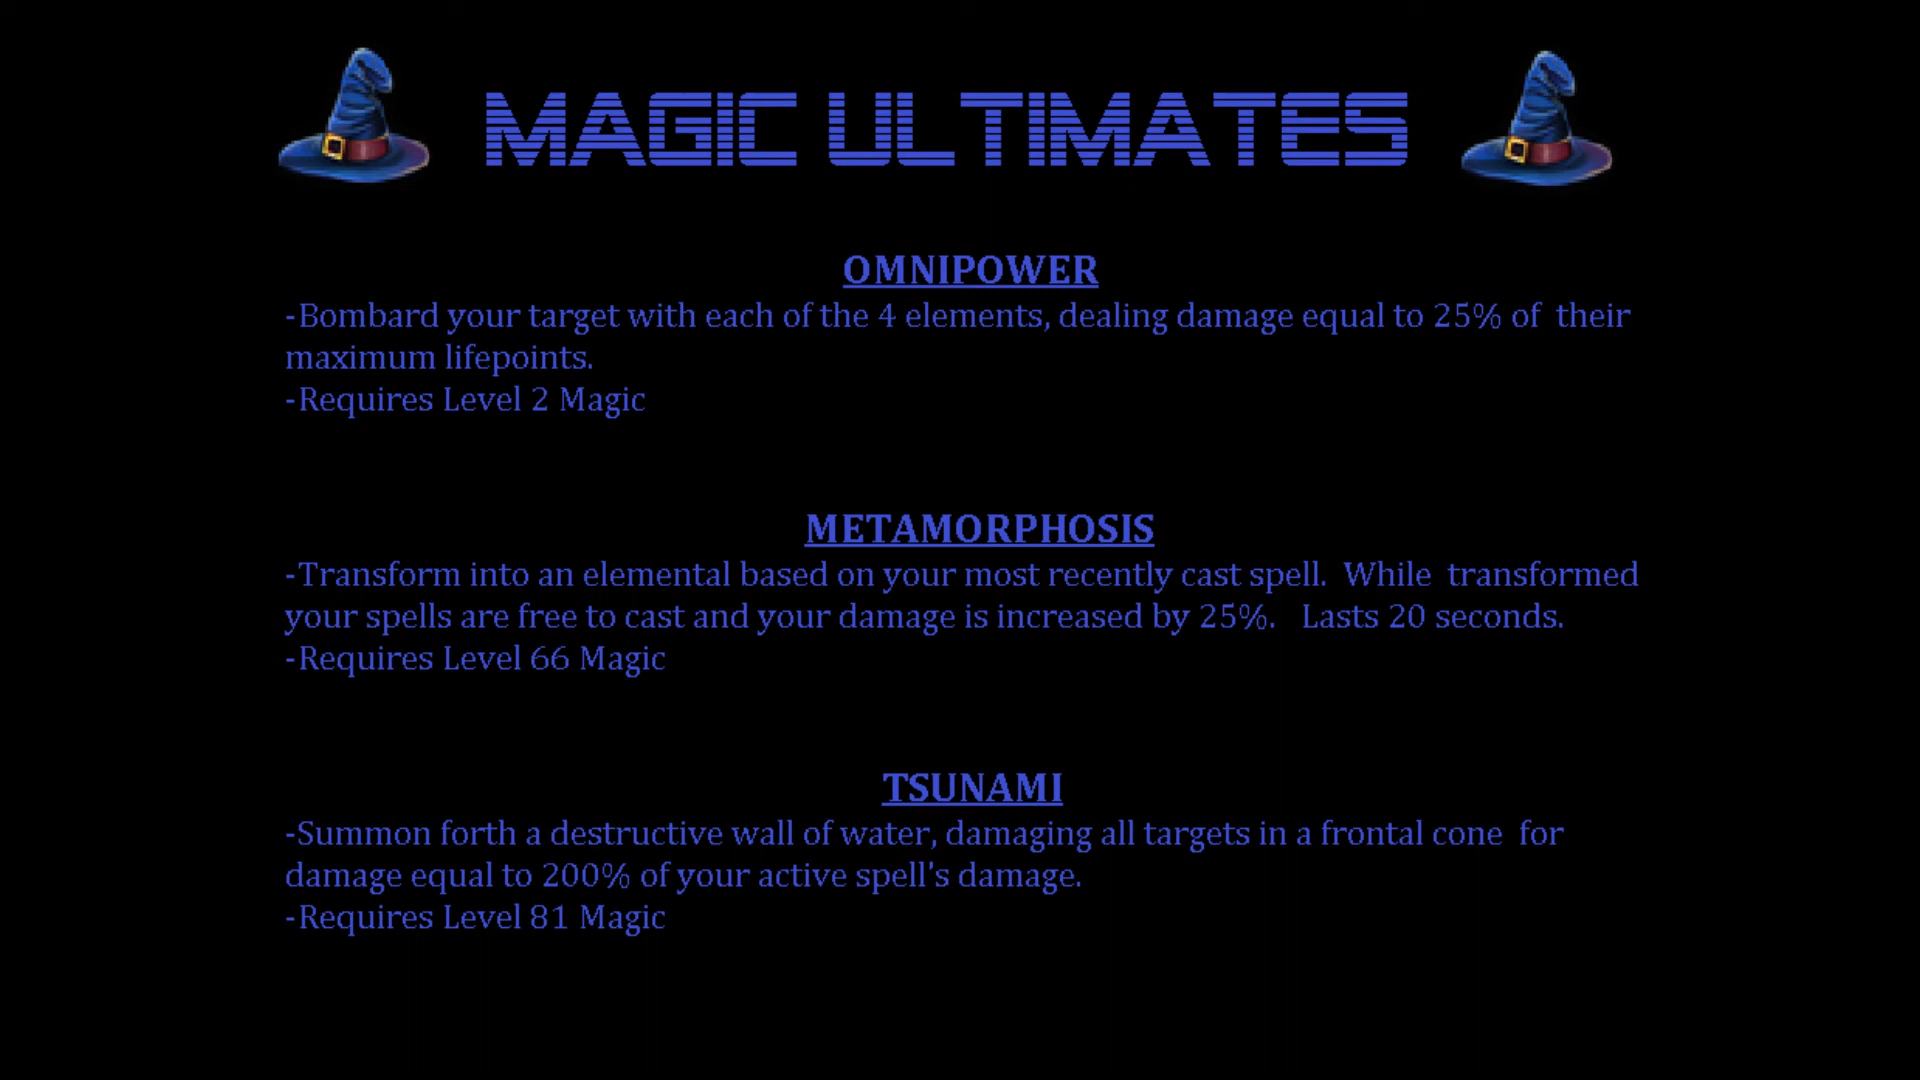 MAGIC ULTIMATES
OMNIPOWER
-Bombard your target with each of the 4 elements, dealing damage equal to 25% of  their
maximum lifepoints.
-Requires Level 2 Magic
METAMORPHOSIS
-Transform into an elemental based on your most recently cast spell.  While  transformed
your spells are free to cast and your damage is increased by 25%.   Lasts 20 seconds.
-Requires Level 66 Magic
TSUNAMI
-Summon forth a destructive wall of water, damaging all targets in a frontal cone  for
damage equal to 200% of your active spell's damage.
-Requires Level 81 Magic